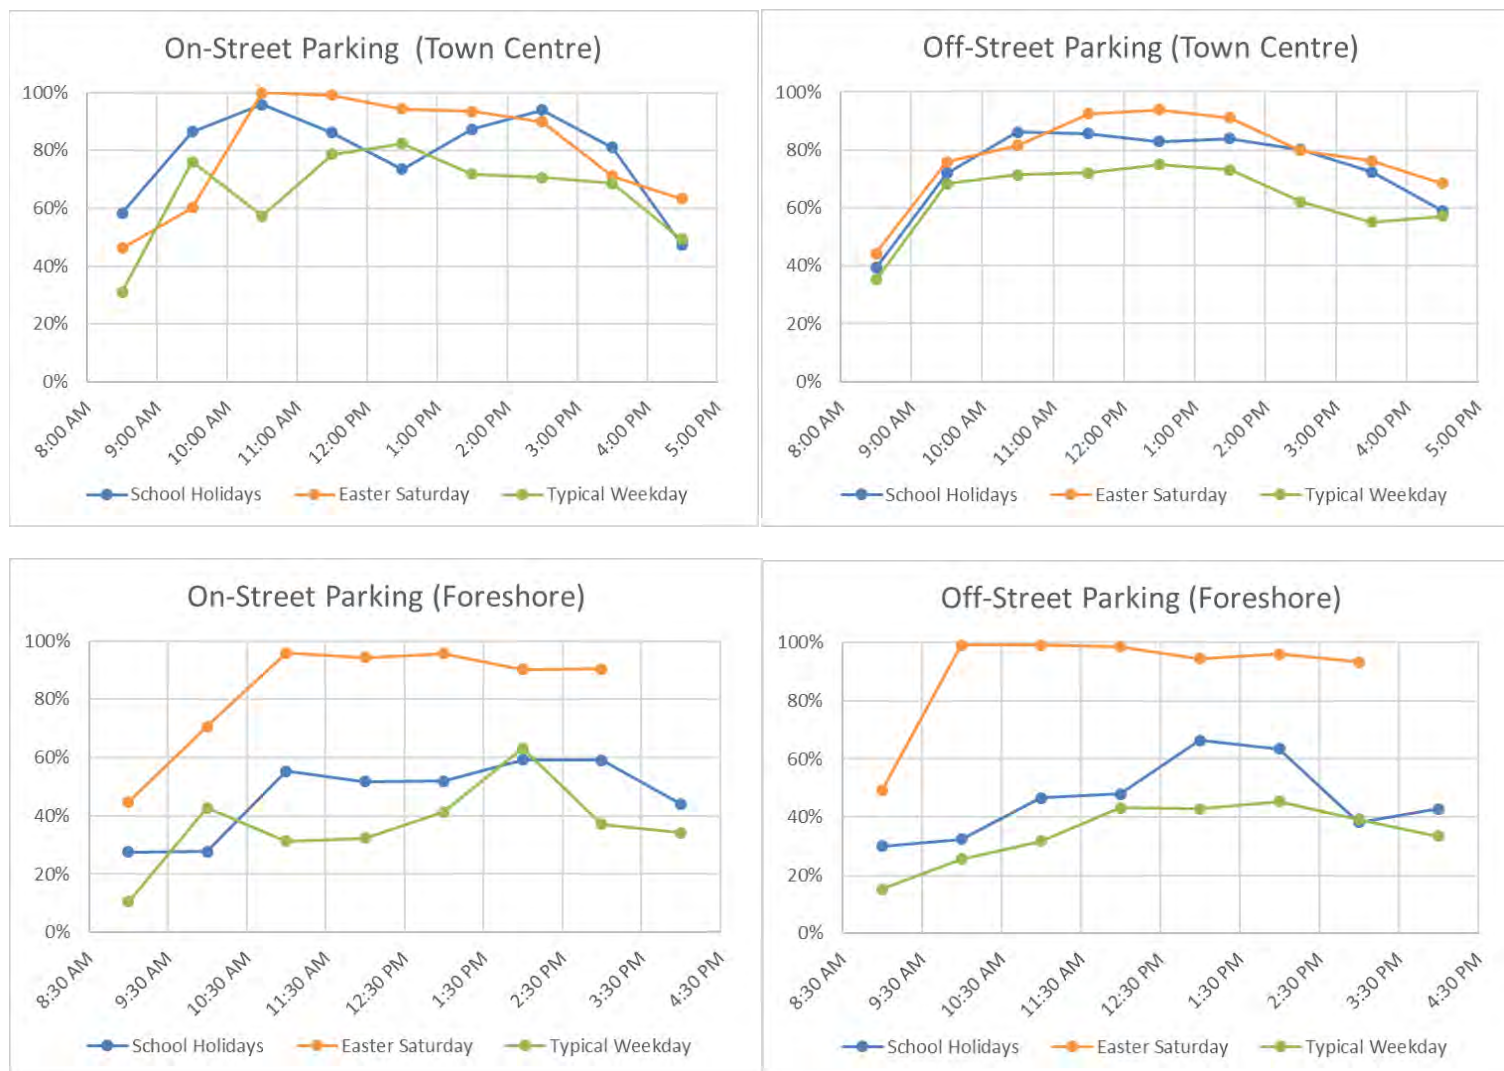 On-Street Parking (Town Centre)
100%
80%
60%
40%
20%
0%
8:00 AM
9:00 AM
10:00 AM
11:00 AM
12:00 PM
1:00 PM
2:00 PM
3:00 PM
4:00 PM
5:00 PM
School Holidays Easter Saturday Typical Weekday
Off-Street Parking (Town Centre)
100%
80%
60%
40%
20%
0%
8:00 AM
9:00 AM
10:00 AM
11:00 AM
12:00 PM
1:00 PM
2:00 PM
3:00 PM
4:00 PM
5:00 PM
School Holidays Easter Saturday Typical Weekday
On-Street Parking (Foreshore)
100%
80%
60%
40%
20%
0%
8:30 AM
9:30 AM
10:30 AM
11:30 AM
12:30 PM
1:30 PM
2:30 PM
3:30 PM
4:30 PM
School Holidays Easter Saturday Typical Weekday
Off-Street Parking (Foreshore)
100%
80%
60%
40%
20%
0%
8:30 AM
9:30 AM
10:30 AM
11:30 AM
12:30 PM
1:30 PM
2:30 PM
3:30 PM
4:30 PM
School Holidays Easter Saturday Typical Weekday